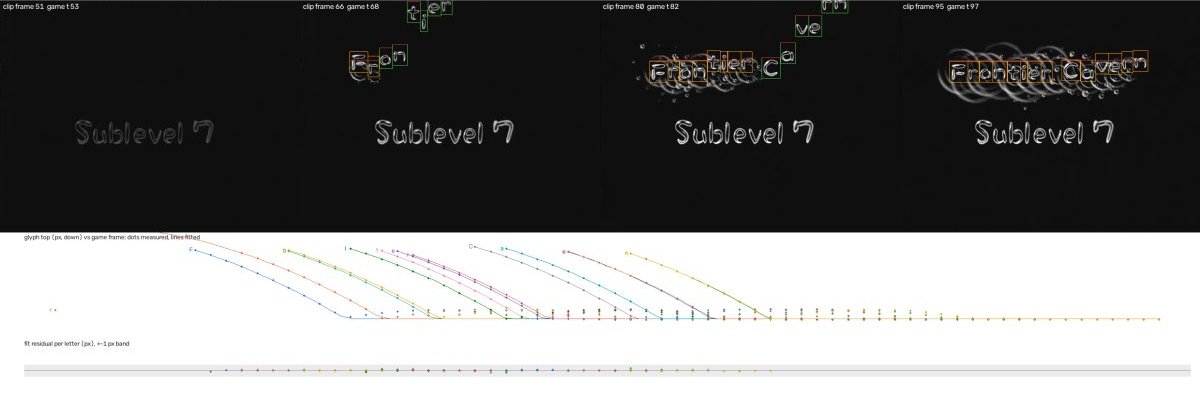 clip frame 51 game t 53
clip frame 66 game t 68
clip frame 80 game t 82
clip frame 95 game t 97
tier
Fron
rn
ve
Frontier Ca
Frontier Cavern
Sublevel 7
Sublevel 7
Sublevel 7
Sublevel 7
glyph top (px, down) vs game frame: dots measured, lines fitted
fit residual per letter (px), +-1 px band